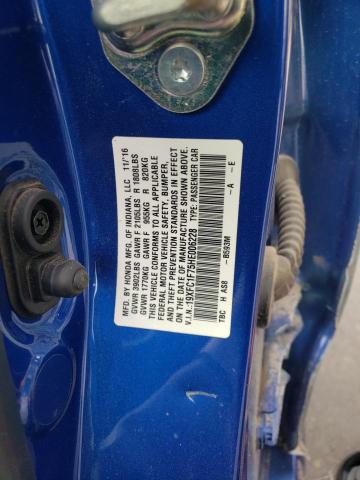 MFD. BY HONDA MFG. OF INDIANA, LLC 11/'16
GVWR 3902LBS GAWR F 2105LBS R 1808LBS
GVWR 1770KG GAWR F 955KG R 820KG
THIS VEHICLE CONFORMS TO ALL APPLICABLE
FEDERAL MOTOR VEHICLE SAFETY, BUMPER,
AND THEFT PREVENTION STANDARDS IN EFFECT
ON THE DATE OF MANUFACTURE SHOWN ABOVE.
V.I.N.: 19XFC1F75HE006228 TYPE: PASSENGER CAR
TBC H AS8 -B593M -A -E